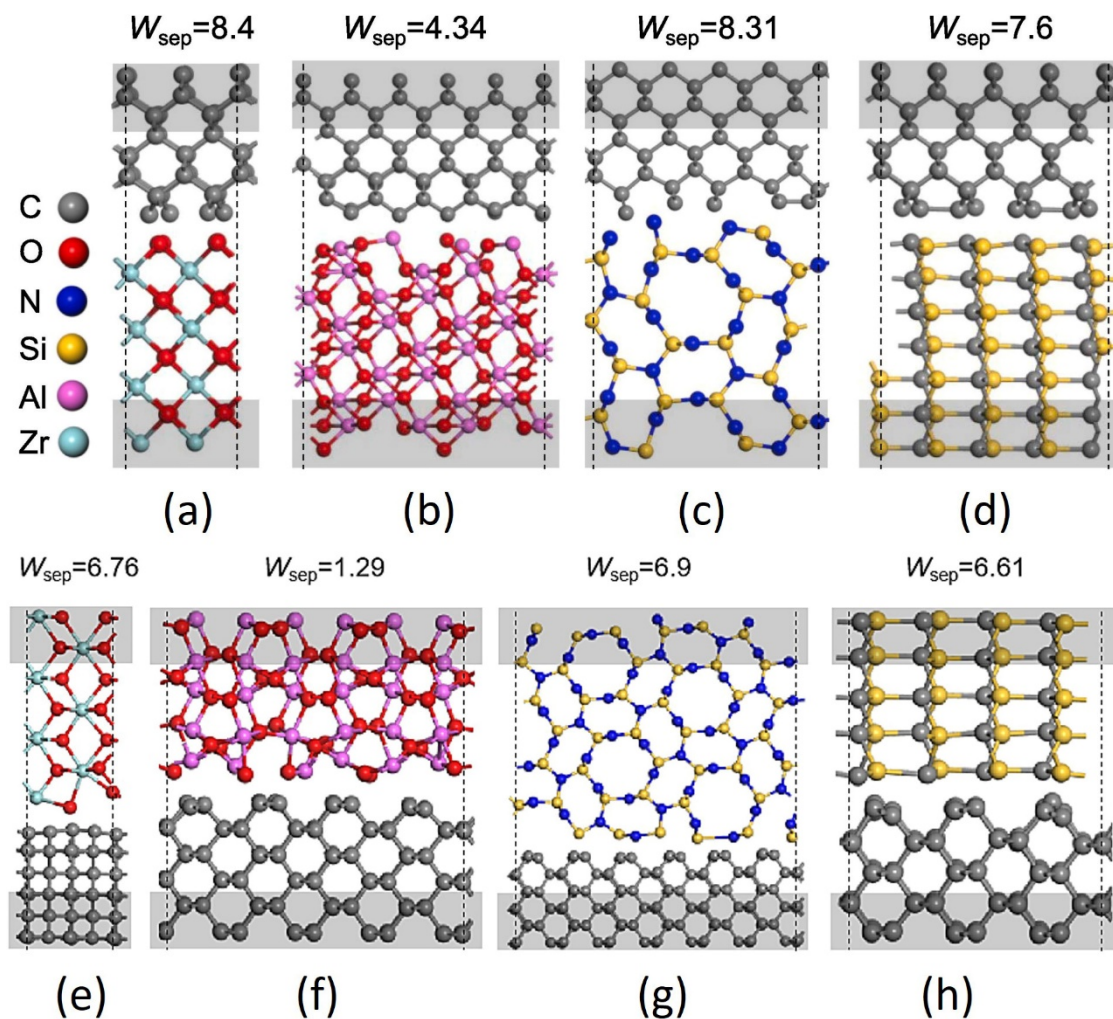 Wsep=8.4
Wsep=4.34
Wsep=8.31
Wsep=7.6
C
O
N
Si
Al
Zr
(a)
(b)
(c)
(d)
Wsep=6.76
Wsep=1.29
Wsep=6.9
Wsep=6.61
(e)
(f)
(g)
(h)